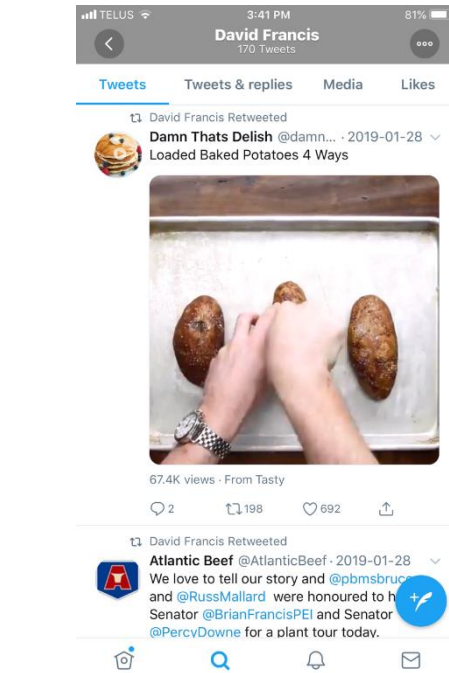 TELUS 3:41 PM 81%
David Francis
170 Tweets
Tweets Tweets & replies Media Likes
David Francis Retweeted
Damn Thats Delish @damn... · 2019-01-28
Loaded Baked Potatoes 4 Ways
67.4K views · From Tasty
2 198 692
David Francis Retweeted
Atlantic Beef @AtlanticBeef · 2019-01-28
We love to tell our story and @pbmsbruce
and @RussMallard were honoured to h
Senator @BrianFrancisPEI and Senator
@PercyDowne for a plant tour today.